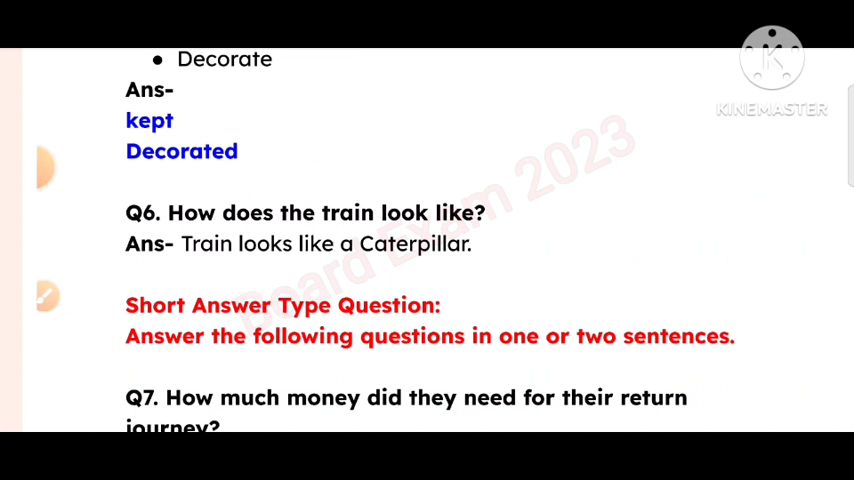 • Decorate
Ans-
kept
Decorated
Q6. How does the train look like?
Ans- Train looks like a Caterpillar.
Short Answer Type Question:
Answer the following questions in one or two sentences.
Q7. How much money did they need for their return
journey?
Board Exam 2023
K
KINEMASTER